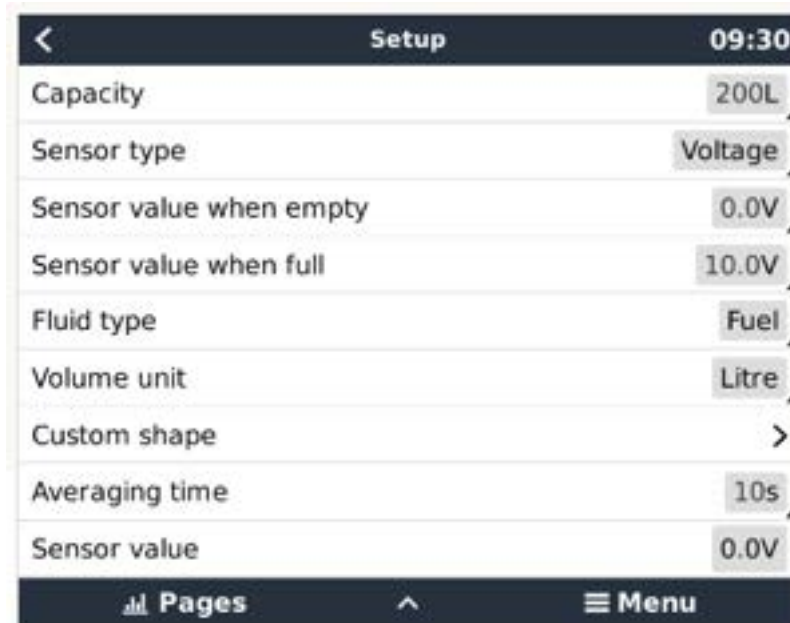 Setup 09:30
Capacity 200L
Sensor type Voltage
Sensor value when empty 0.0V
Sensor value when full 10.0V
Fluid type Fuel
Volume unit Litre
Custom shape
Averaging time 10s
Sensor value 0.0V
Pages Menu